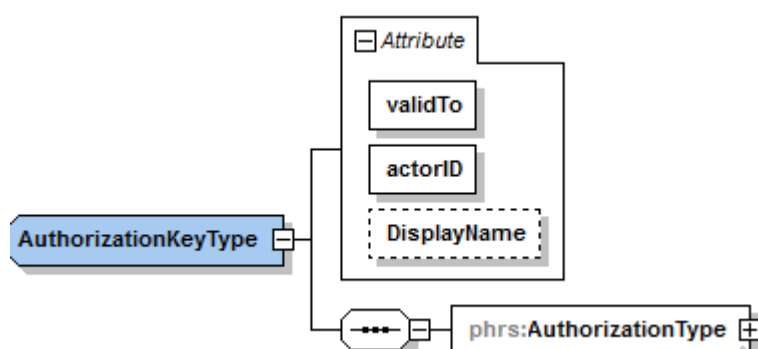 Attribute
validTo
actorID
DisplayName
AuthorizationKeyType
phrs:AuthorizationType